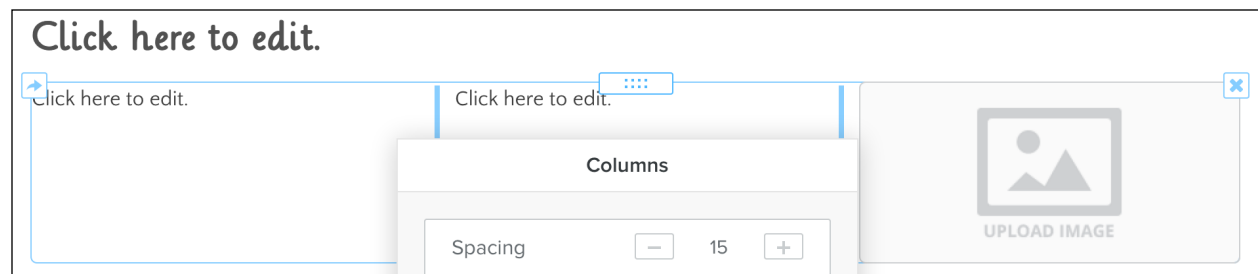 Click here to edit.
Click here to edit.
Click here to edit.
Columns
Spacing 15
UPLOAD IMAGE